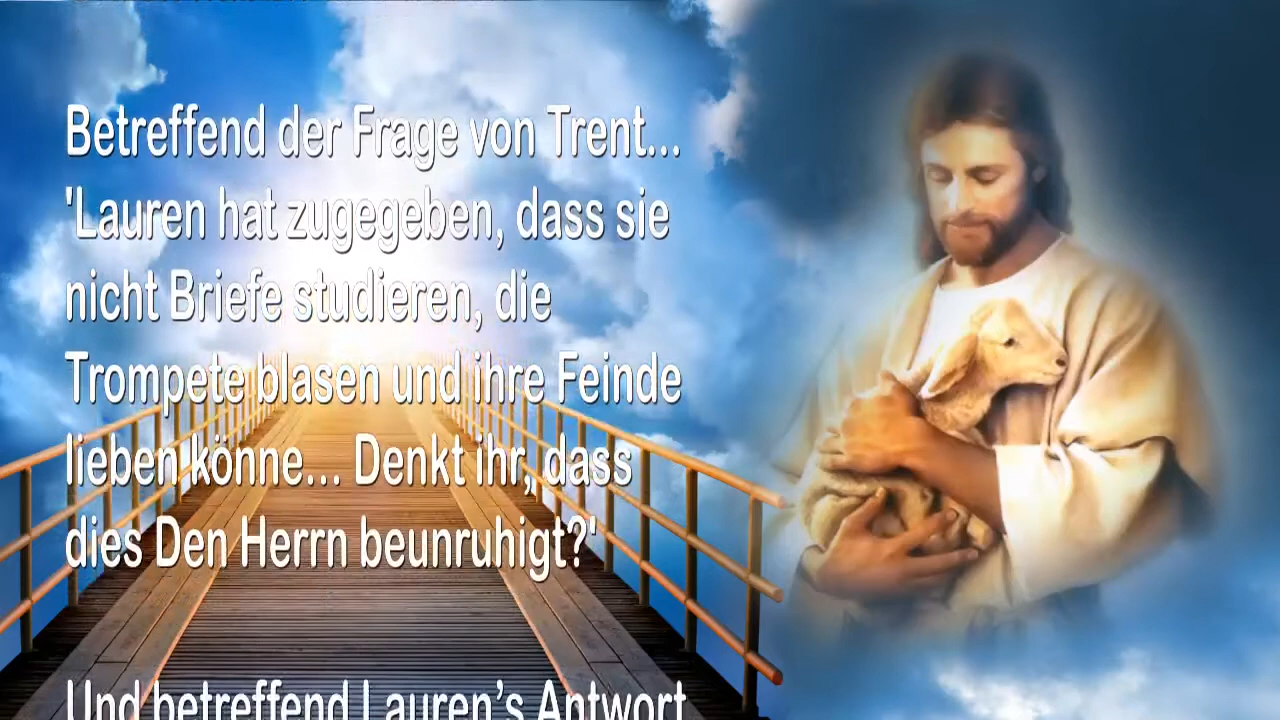 Betreffend der Frage von Trent...
'Lauren hat zugegeben, dass sie
nicht Briefe studieren, die
Trompete blasen und ihre Feinde
lieben könne... Denkt ihr, dass
dies Den Herrn beunruhigt?'
Und betreffend Lauren’s Antwort